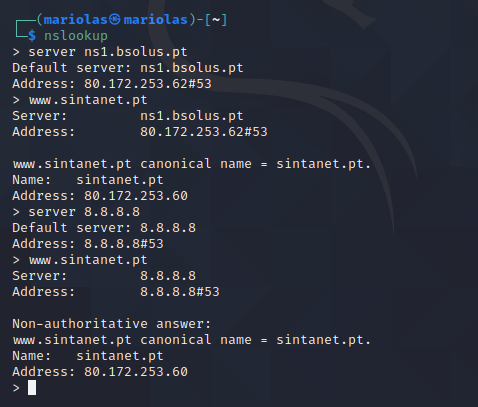 ┌──(mariolas㉿mariolas)-[~]
└─$ nslookup
> server ns1.bsolus.pt
Default server: ns1.bsolus.pt
Address: 80.172.253.62#53
> www.sintanet.pt
Server:         ns1.bsolus.pt
Address:        80.172.253.62#53

www.sintanet.pt canonical name = sintanet.pt.
Name:   sintanet.pt
Address: 80.172.253.60
> server 8.8.8.8
Default server: 8.8.8.8
Address: 8.8.8.8#53
> www.sintanet.pt
Server:         8.8.8.8
Address:        8.8.8.8#53

Non-authoritative answer:
www.sintanet.pt canonical name = sintanet.pt.
Name:   sintanet.pt
Address: 80.172.253.60
>